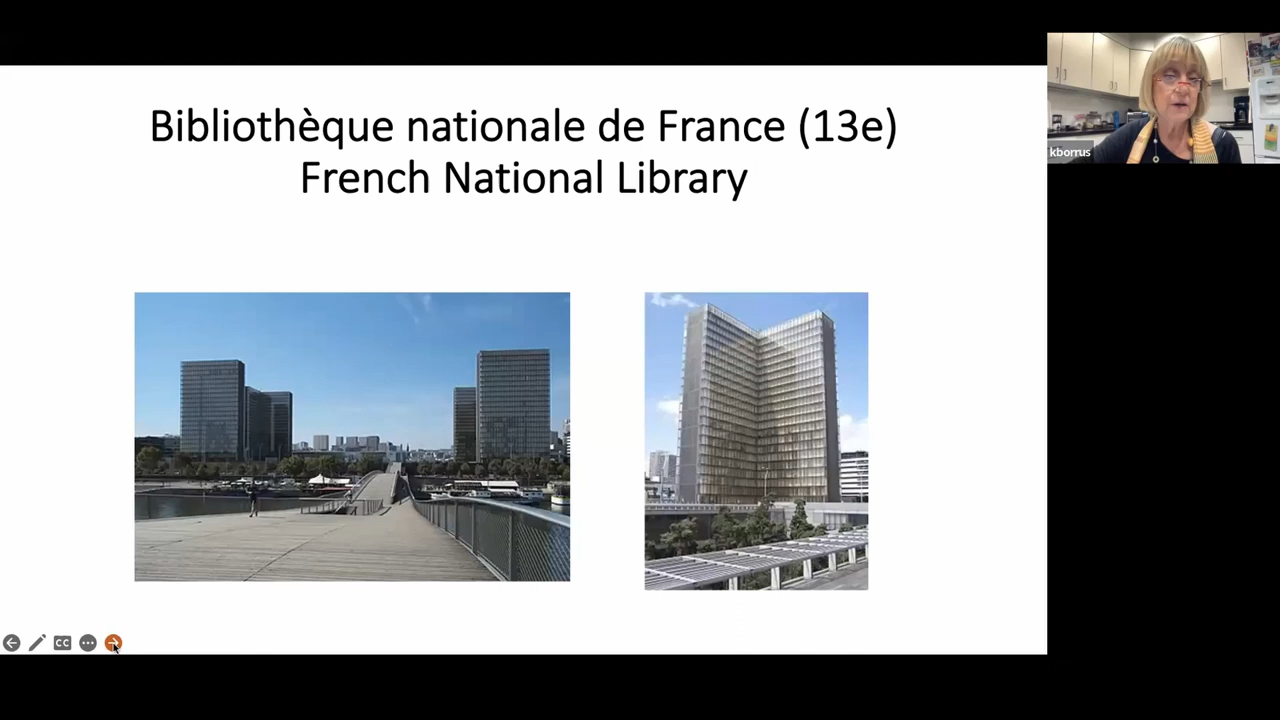 Bibliothèque nationale de France (13e)
French National Library
kborrus
CC